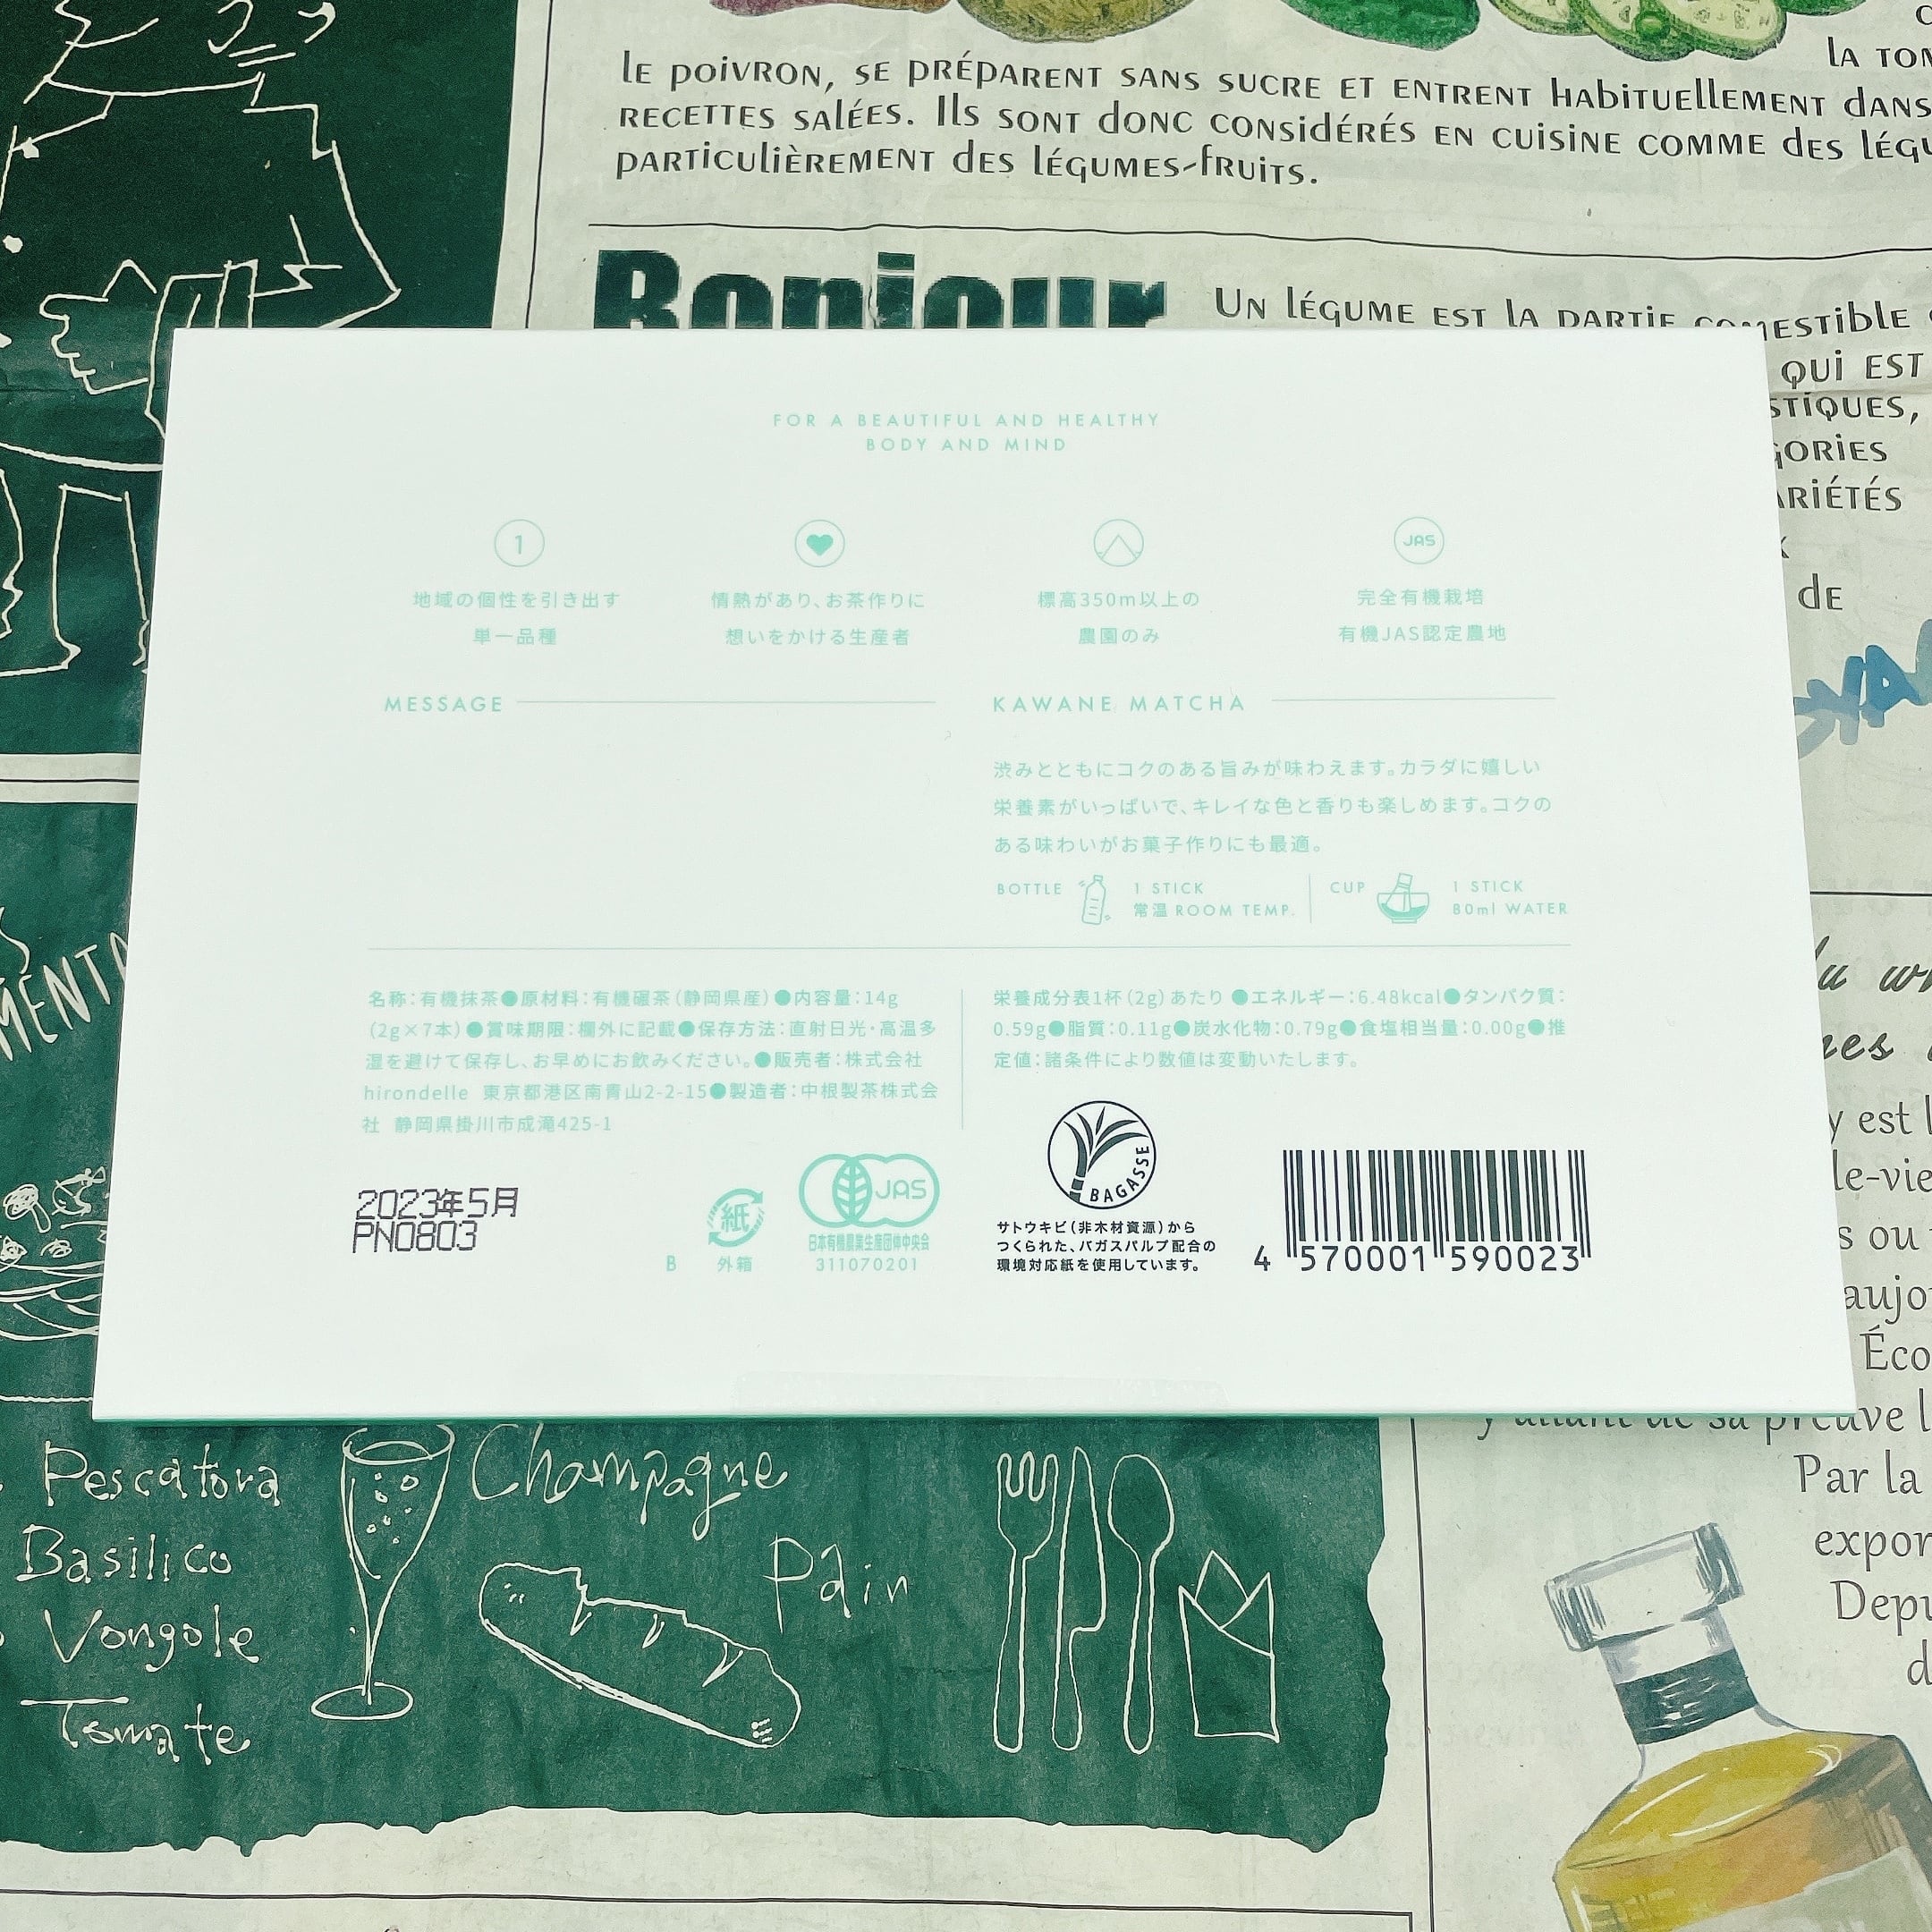 lE poivron, se préparent sans sucre et entrent habituellement dans
recettes salées. Ils sont donc considérés en cuisine comme des légu
particulièrement des légumes-fruits.
Bonjour
Un légume est la partie comestible
qui est
FOR A BEAUTIFUL AND HEALTHY
BODY AND MIND
1
JAS
地域の個性を引き出す
単一品種
情熱があり、お茶作りに
想いをかける生産者
標高350m以上の
農園のみ
完全有機栽培
有機JAS認定農地
MESSAGE
KAWANE MATCHA
渋みとともにコクのある旨みが味わえます。カラダに嬉しい
栄養素がいっぱいで、キレイな色と香りも楽しめます。コクの
ある味わいがお菓子作りにも最適。
BOTTLE
1 STICK
常温 ROOM TEMP.
CUP
1 STICK
80ml WATER
名称:有機抹茶●原材料:有機碾茶(静岡県産)●内容量:14g
(2g×7本)●賞味期限:欄外に記載●保存方法:直射日光・高温多
湿を避けて保存し、お早めにお飲みください。●販売者:株式会社
hirondelle 東京都港区南青山2-2-15●製造者:中根製茶株式会
社 静岡県掛川市成滝425-1
栄養成分表1杯(2g)あたり ●エネルギー:6.48kcal●タンパク質:
0.59g●脂質:0.11g●炭水化物:0.79g●食塩相当量:0.00g●推
定値:諸条件により数値は変動いたします。
2023年5月
PN0803
B
紙
外箱
JAS
日本有機農業生産団体中央会
311070201
BAGASSE
サトウキビ(非木材資源)から
つくられた、バガスパルプ配合の
環境対応紙を使用しています。
4 570001 590023
de
y est
aujo
Éco
Par la
expor
Depu
Pescatora
Basilico
Vongole
Tomate
Champagne
Pain